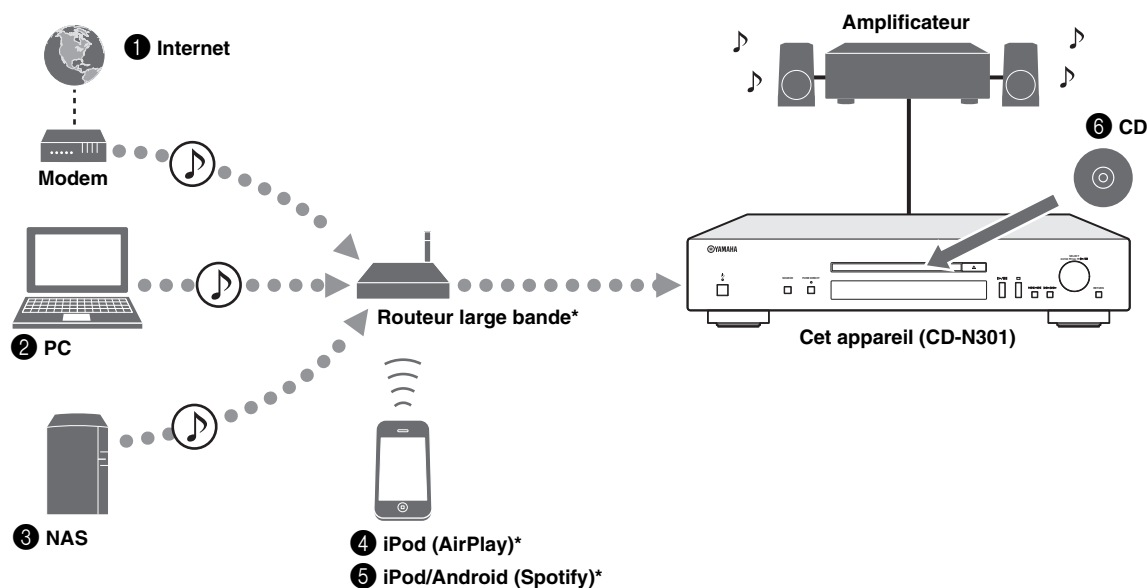 ❶ Internet
Modem
❷ PC
❸ NAS
Routeur large bande*
❹ iPod (AirPlay)*
❺ iPod/Android (Spotify)*
Amplificateur
❻ CD
YAMAHA
Cet appareil (CD-N301)